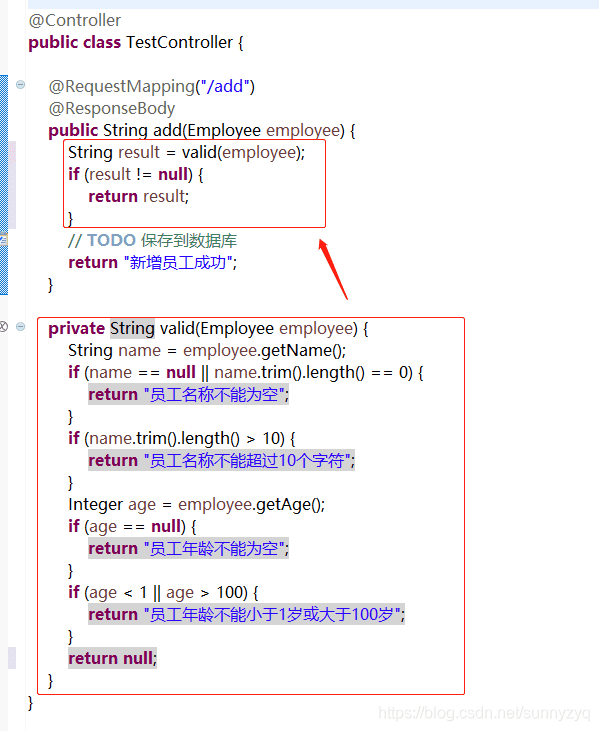 @Controller
public class TestController {
@RequestMapping("/add")
@ResponseBody
public String add(Employee employee) {
String result = valid(employee);
if (result != null) {
return result;
}
// TODO 保存到数据库
return "新增员工成功";
}
private String valid(Employee employee) {
String name = employee.getName();
if (name == null || name.trim().length() == 0) {
return "员工名称不能为空";
}
if (name.trim().length() > 10) {
return "员工名称不能超过10个字符";
}
Integer age = employee.getAge();
if (age == null) {
return "员工年龄不能为空";
}
if (age < 1 || age > 100) {
return "员工年龄不能小于1岁或大于100岁";
}
return null;
}
}
https://blog.csdn.net/sunnyzyq